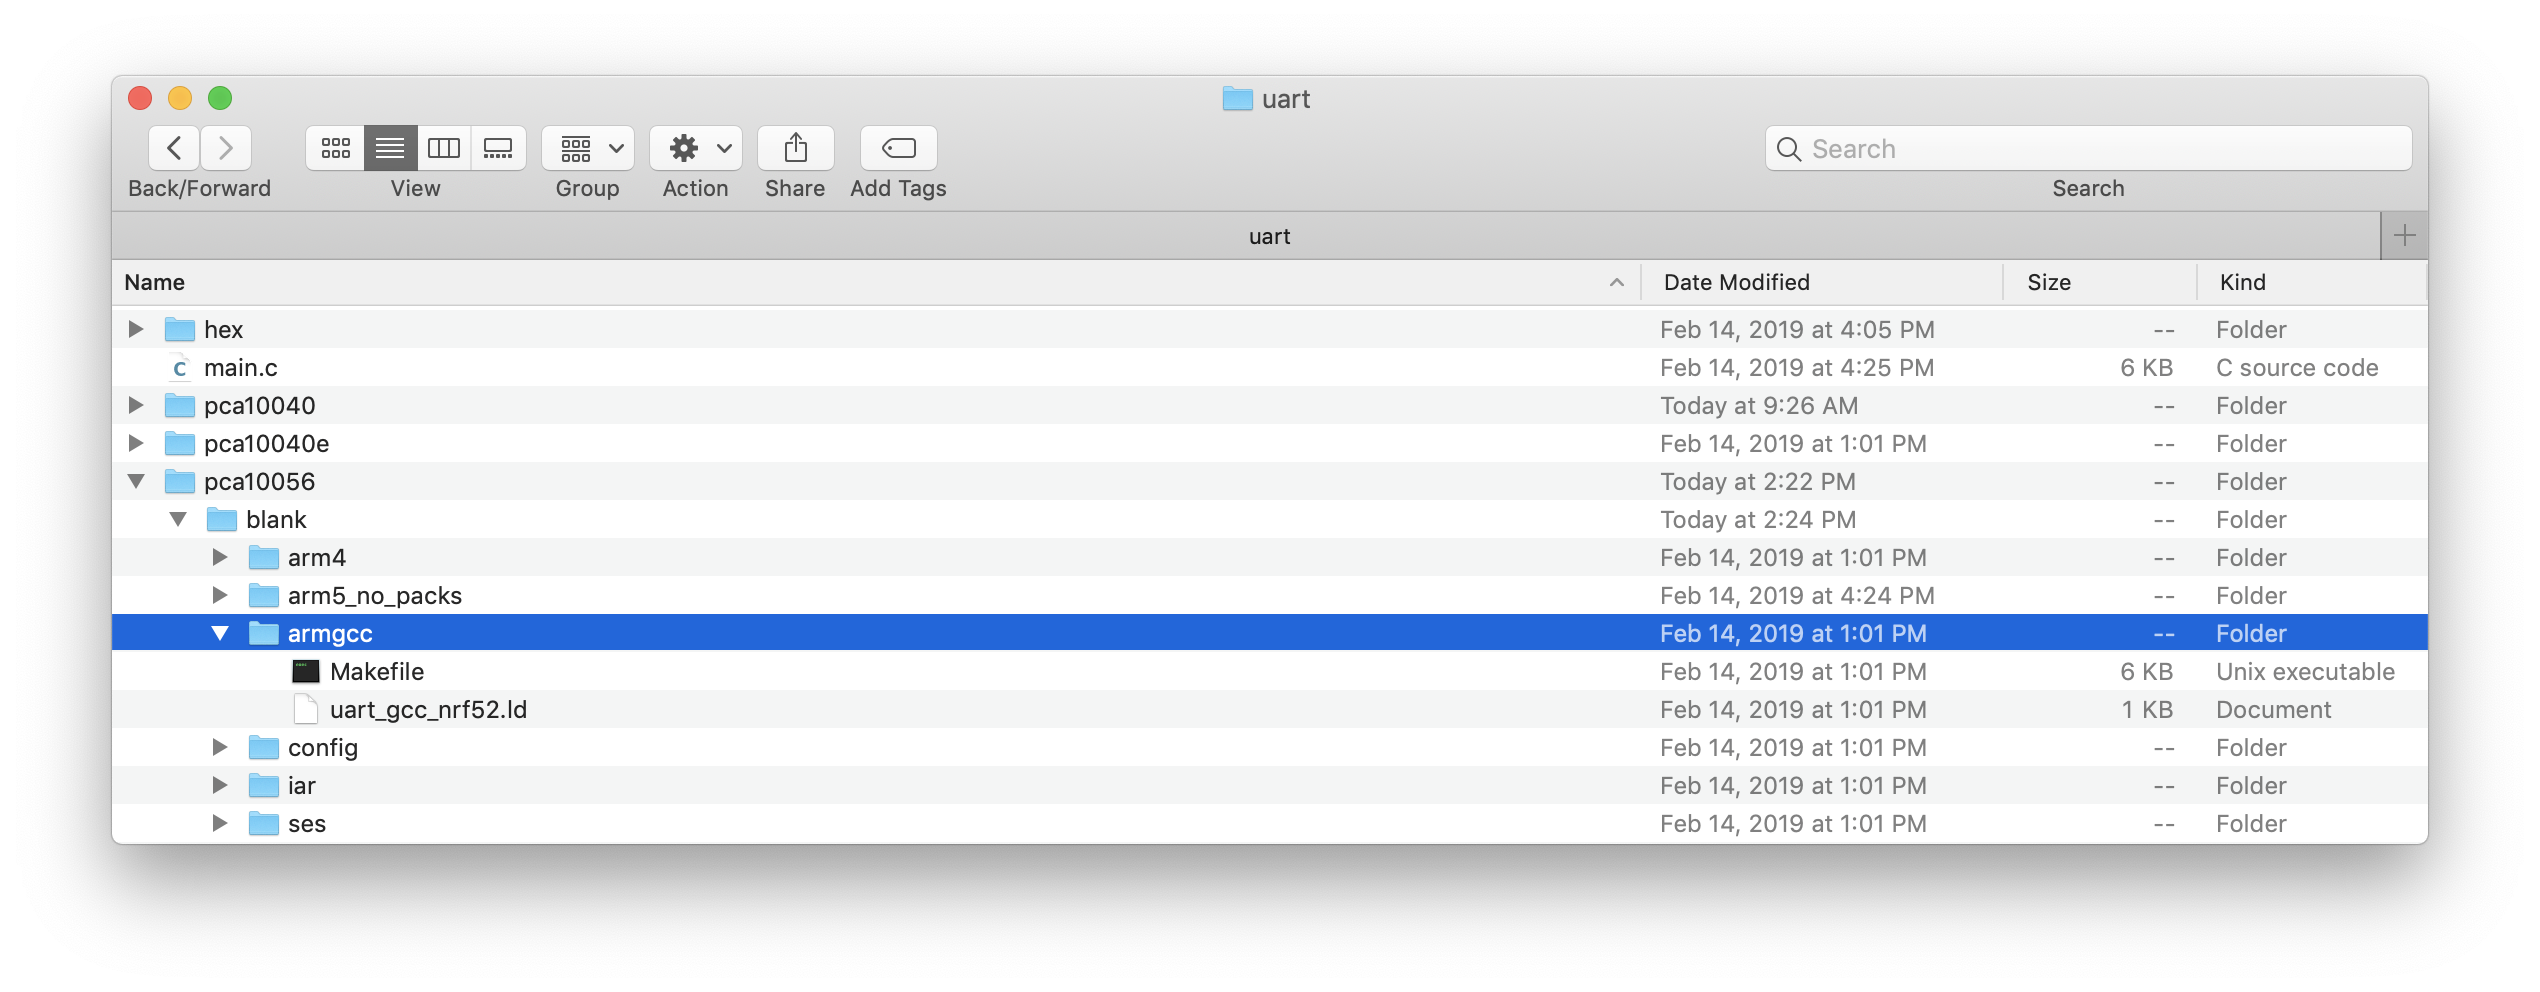 uart
Search
Back/Forward View Group Action Share Add Tags Search
uart
Name Date Modified Size Kind
hex Feb 14, 2019 at 4:05 PM -- Folder
main.c Feb 14, 2019 at 4:25 PM 6 KB C source code
pca10040 Today at 9:26 AM -- Folder
pca10040e Feb 14, 2019 at 1:01 PM -- Folder
pca10056 Today at 2:22 PM -- Folder
blank Today at 2:24 PM -- Folder
arm4 Feb 14, 2019 at 1:01 PM -- Folder
arm5_no_packs Feb 14, 2019 at 4:24 PM -- Folder
armgcc Feb 14, 2019 at 1:01 PM -- Folder
Makefile Feb 14, 2019 at 1:01 PM 6 KB Unix executable
uart_gcc_nrf52.ld Feb 14, 2019 at 1:01 PM 1 KB Document
config Feb 14, 2019 at 1:01 PM -- Folder
iar Feb 14, 2019 at 1:01 PM -- Folder
ses Feb 14, 2019 at 1:01 PM -- Folder